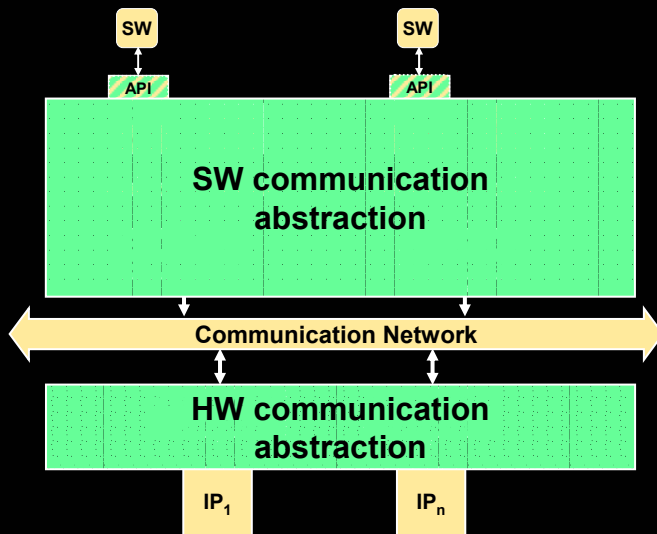 SW SW
API API
SW communication
abstraction
Communication Network
HW communication
abstraction
IP₁ IPₙ